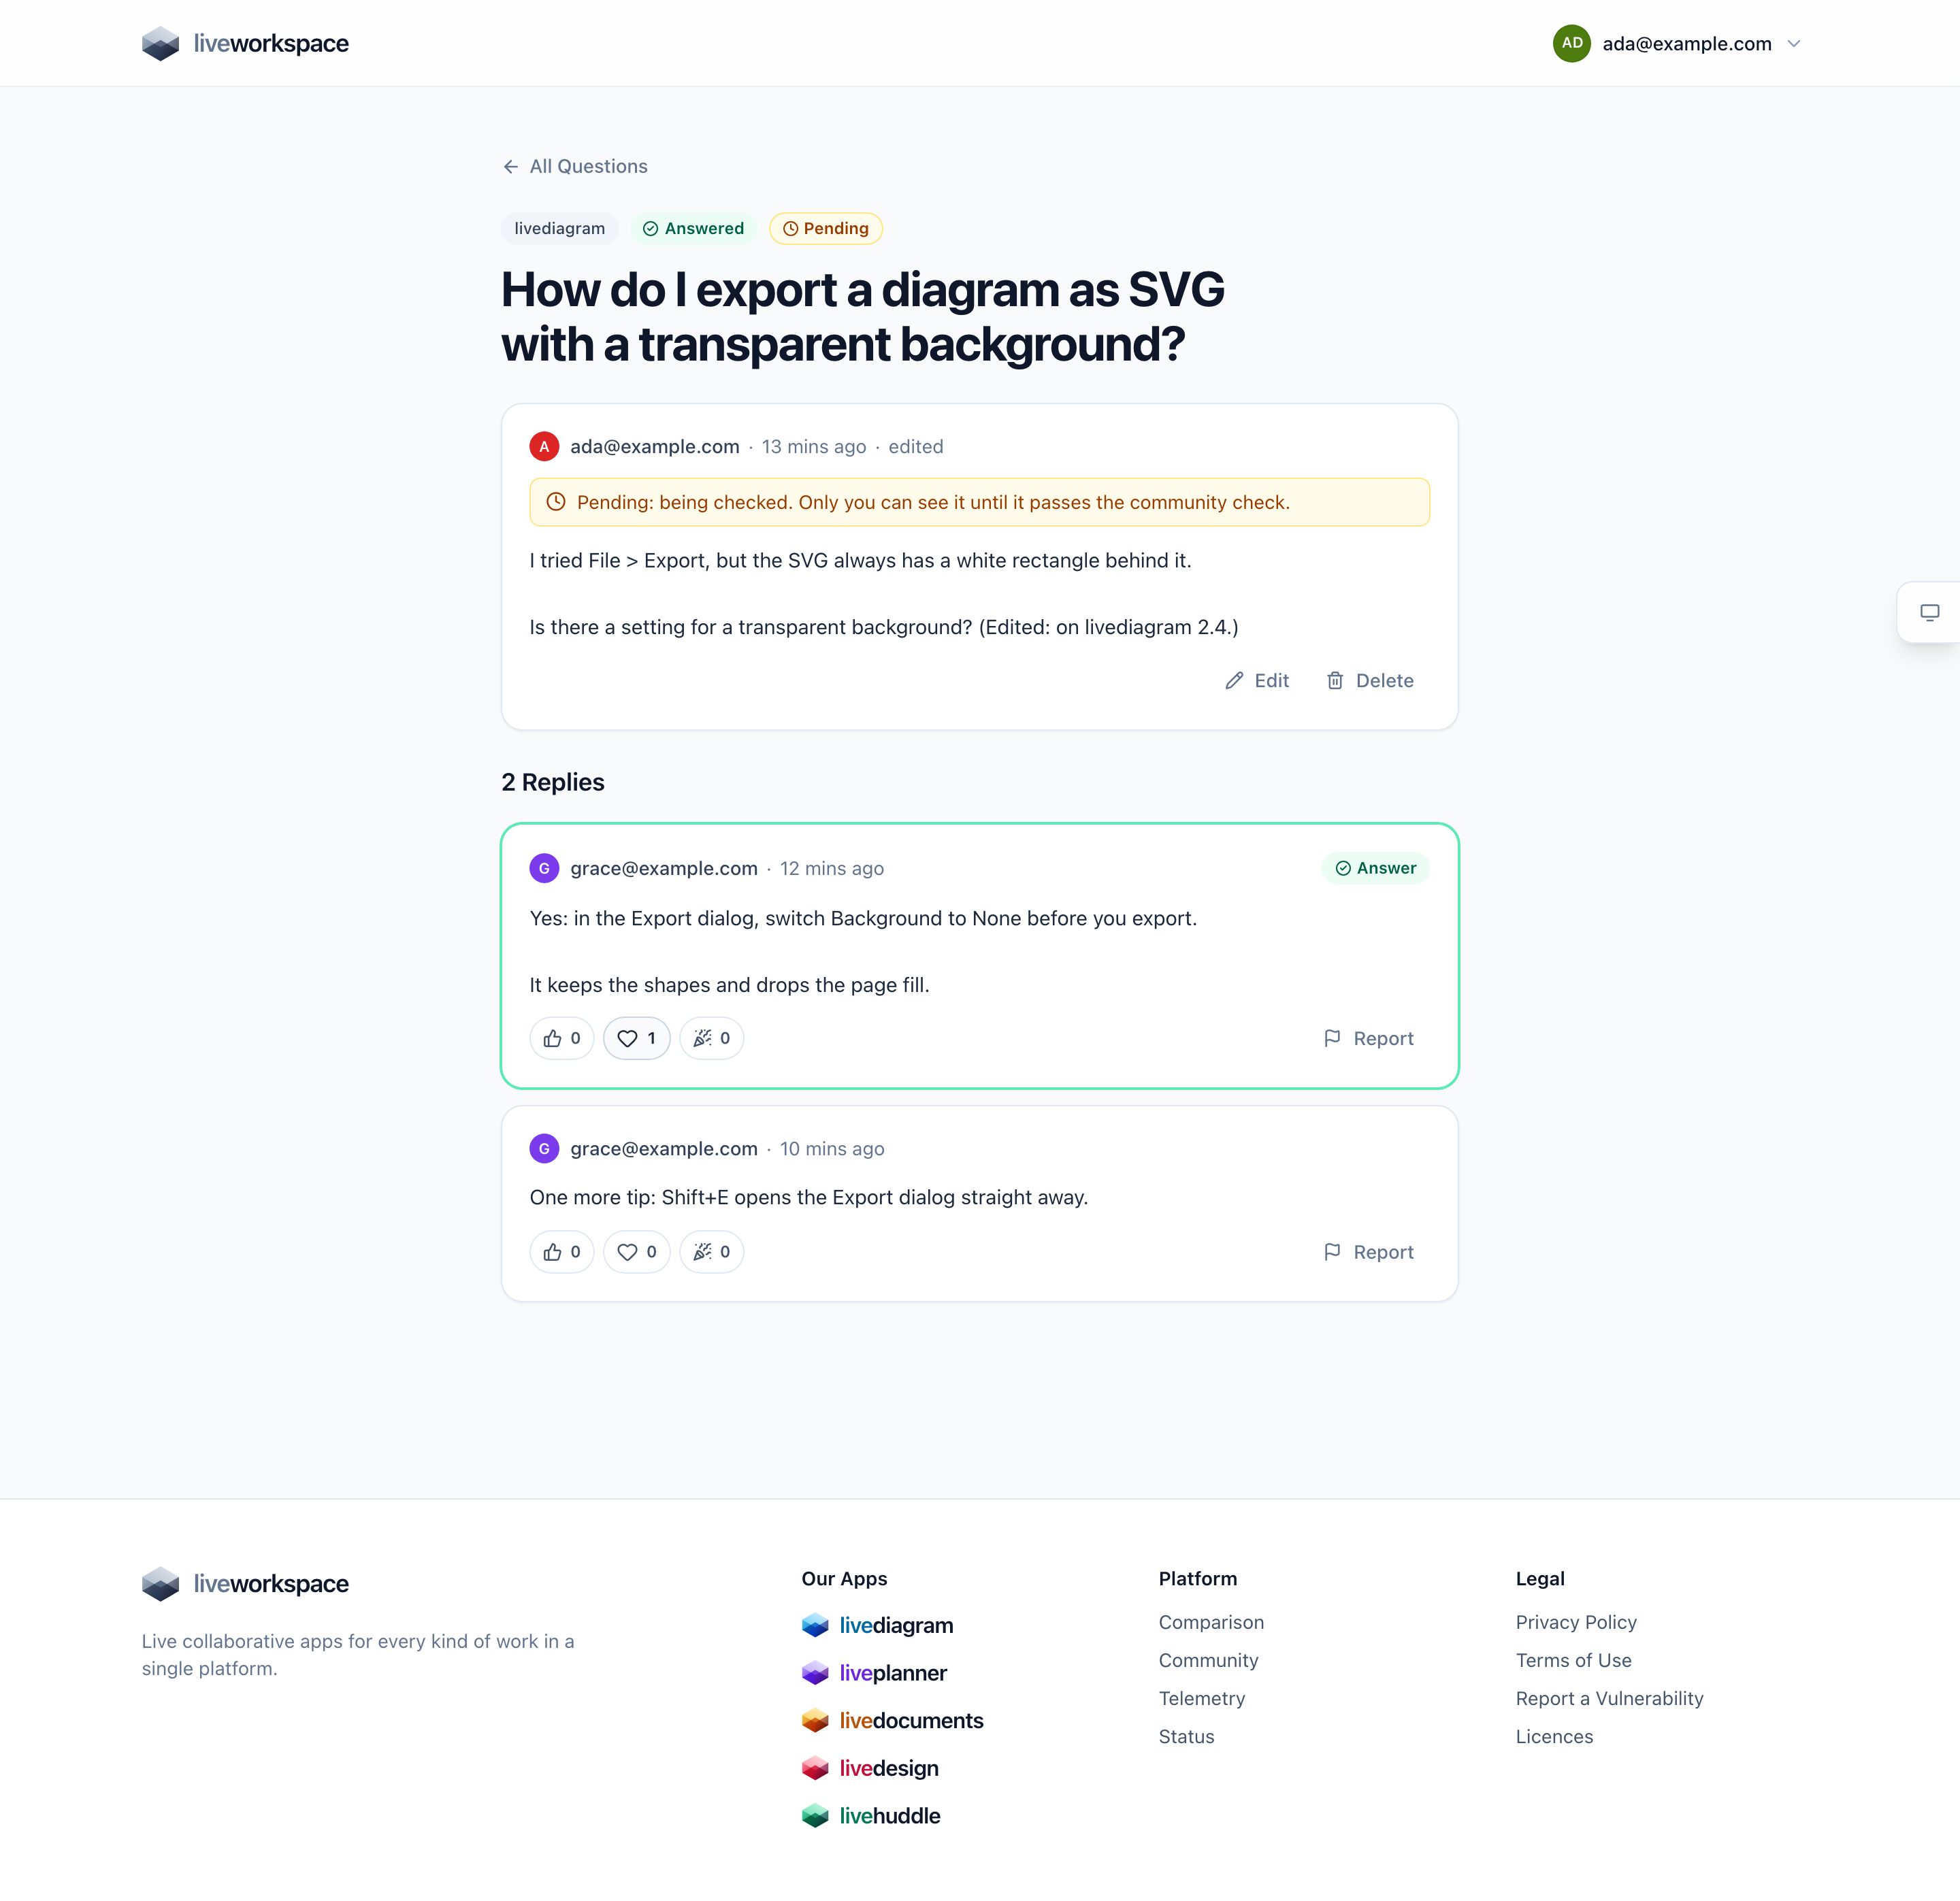 liveworkspace
AD ada@example.com
All Questions
livediagram Answered Pending
How do I export a diagram as SVG
with a transparent background?
A ada@example.com · 13 mins ago · edited
Pending: being checked. Only you can see it until it passes the community check.
I tried File > Export, but the SVG always has a white rectangle behind it.
Is there a setting for a transparent background? (Edited: on livediagram 2.4.)
Edit Delete
2 Replies
G grace@example.com · 12 mins ago Answer
Yes: in the Export dialog, switch Background to None before you export.
It keeps the shapes and drops the page fill.
0 1 0 Report
G grace@example.com · 10 mins ago
One more tip: Shift+E opens the Export dialog straight away.
0 0 0 Report
liveworkspace
Live collaborative apps for every kind of work in a
single platform.
Our Apps
livediagram
liveplanner
livedocuments
livedesign
livehuddle
Platform
Comparison
Community
Telemetry
Status
Legal
Privacy Policy
Terms of Use
Report a Vulnerability
Licences